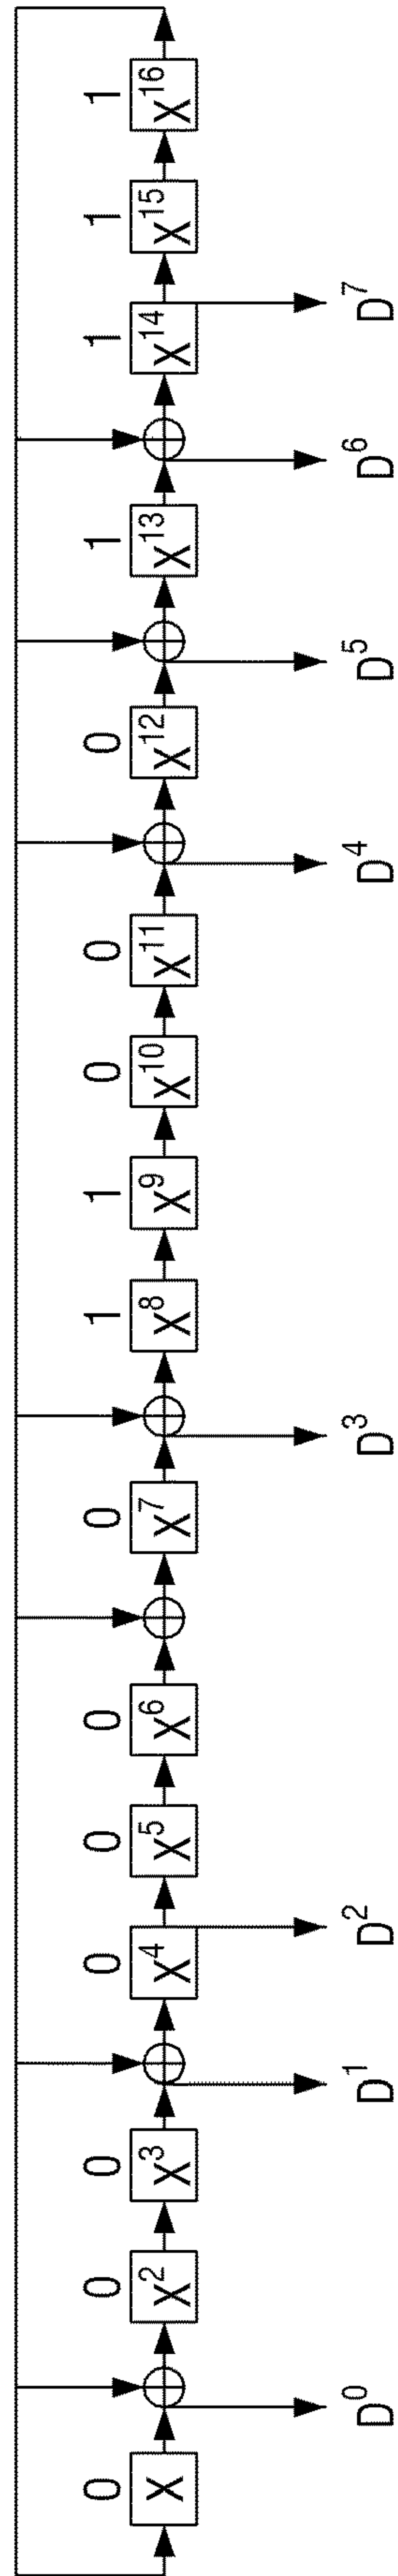 0 0 0 0 0 0 0 1 1 0 0 0 1 1 1 1
X X² X³ X⁴ X⁵ X⁶ X⁷ X⁸ X⁹ X¹⁰ X¹¹ X¹² X¹³ X¹⁴ X¹⁵ X¹⁶
D⁰ D¹ D² D³ D⁴ D⁵ D⁶ D⁷